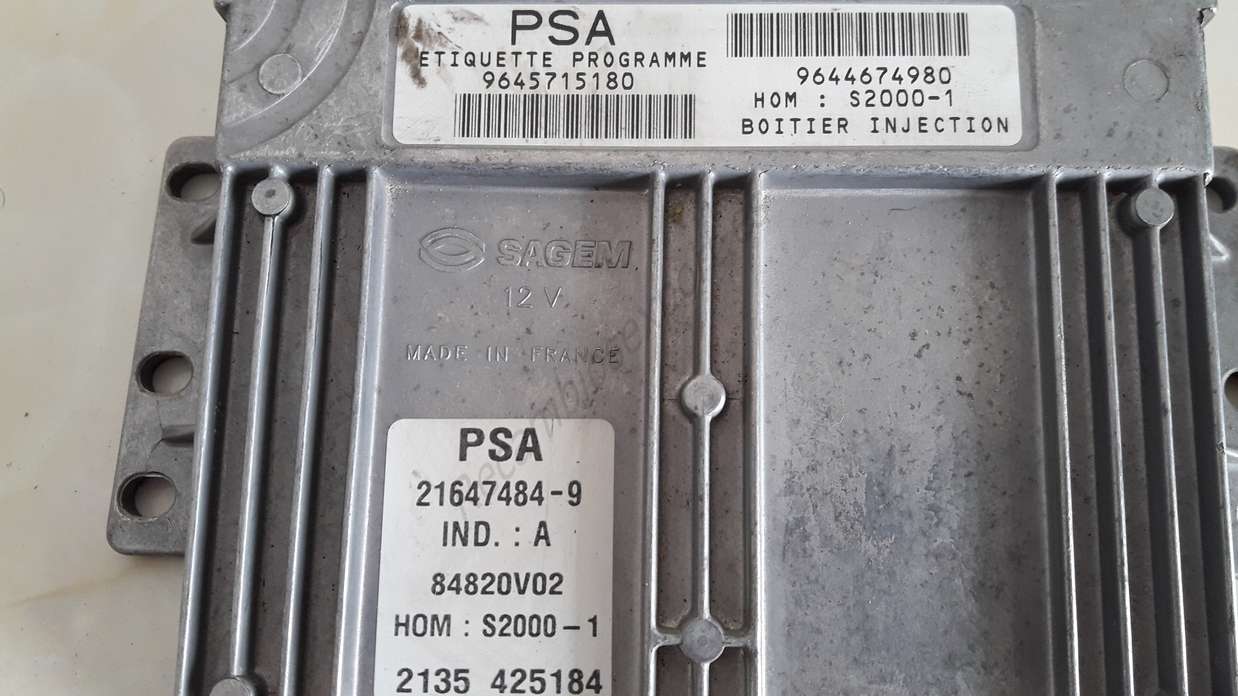 PSA
ETIQUETTE PROGRAMME
9645715180
9644674980
HOM : S2000-1
BOITIER INJECTION
SAGEM
12 V
MADE IN FRANCE
PSA
21647484-9
IND. : A
84820V02
HOM : S2000-1
2135 425184